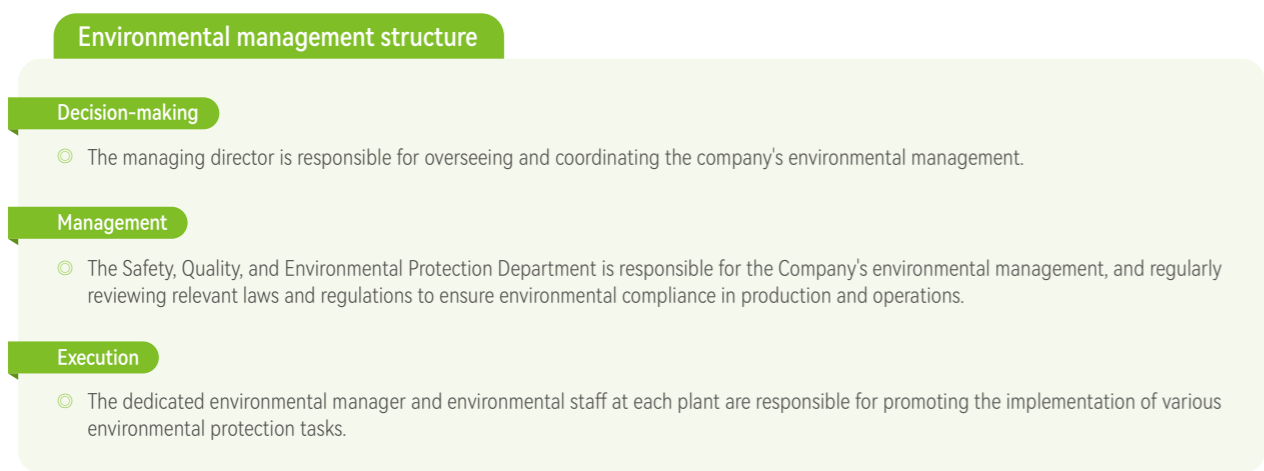 Environmental management structure
Decision-making
◎ The managing director is responsible for overseeing and coordinating the company's environmental management.
Management
◎ The Safety, Quality, and Environmental Protection Department is responsible for the Company's environmental management, and regularly
reviewing relevant laws and regulations to ensure environmental compliance in production and operations.
Execution
◎ The dedicated environmental manager and environmental staff at each plant are responsible for promoting the implementation of various
environmental protection tasks.